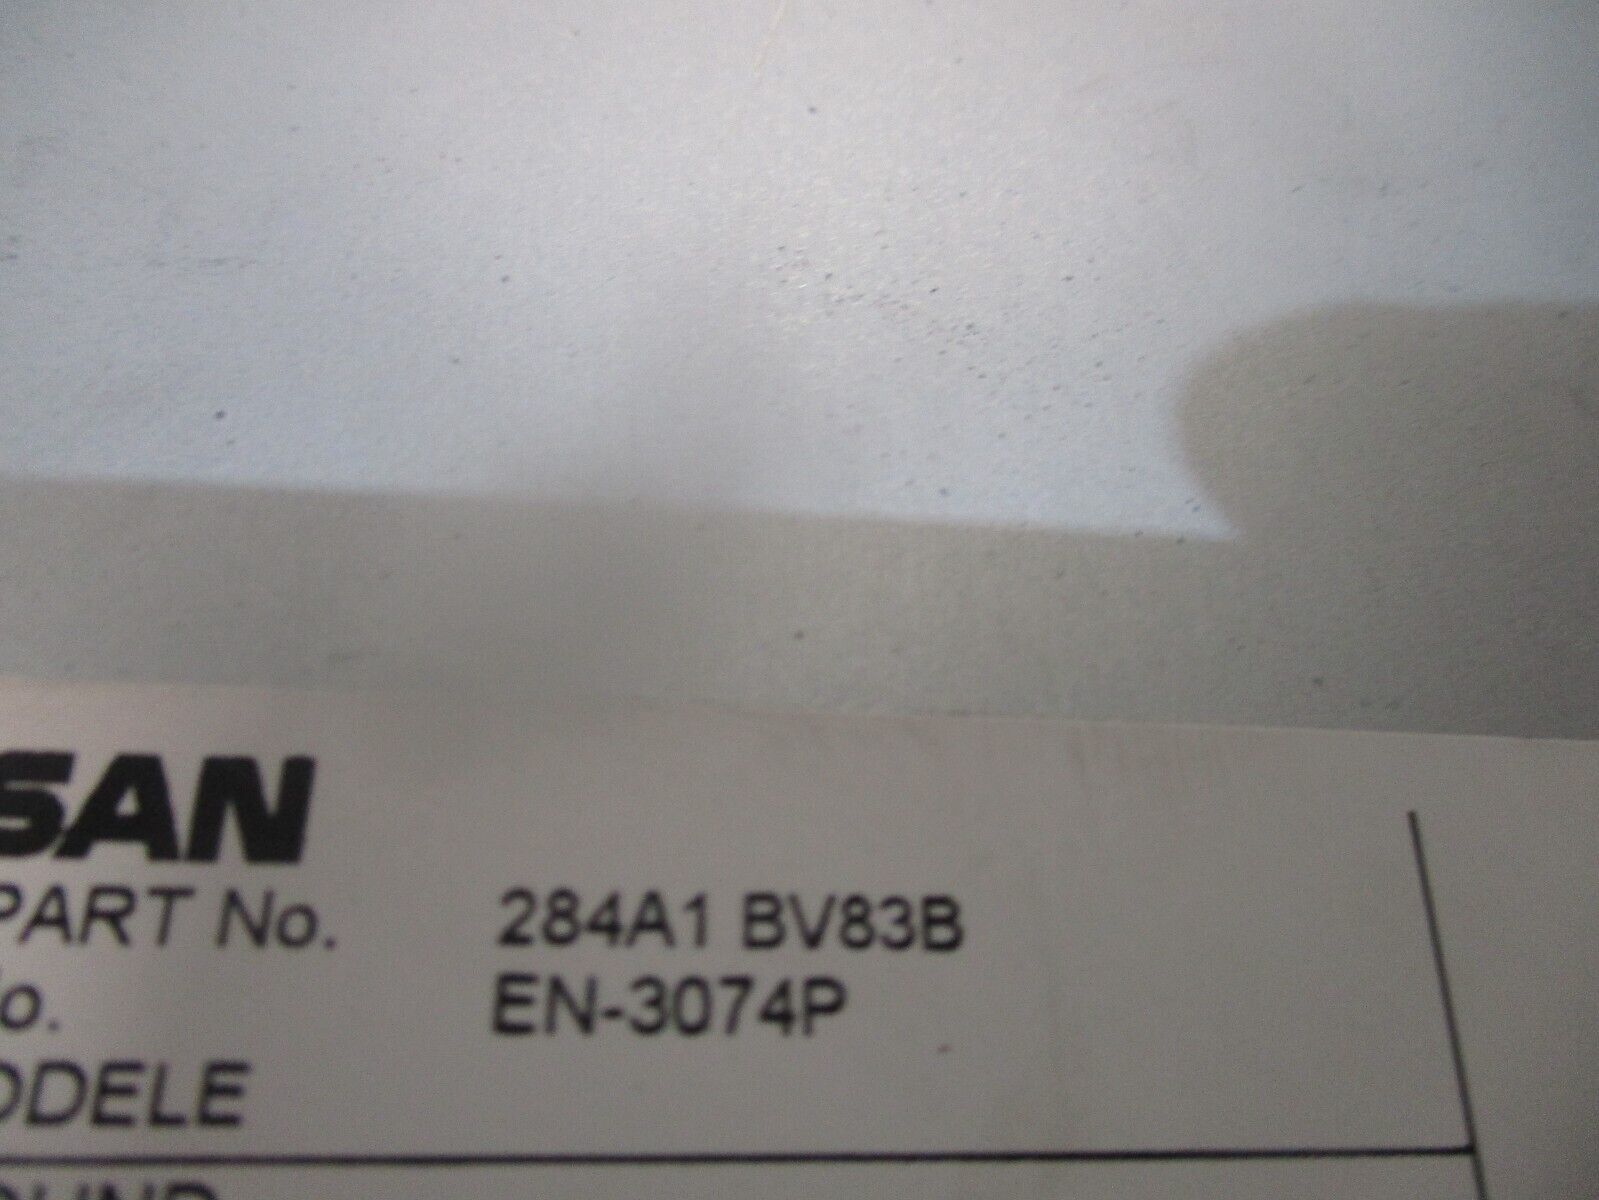 SAN
PART No. 284A1 BV83B
o. EN-3074P
ODELE